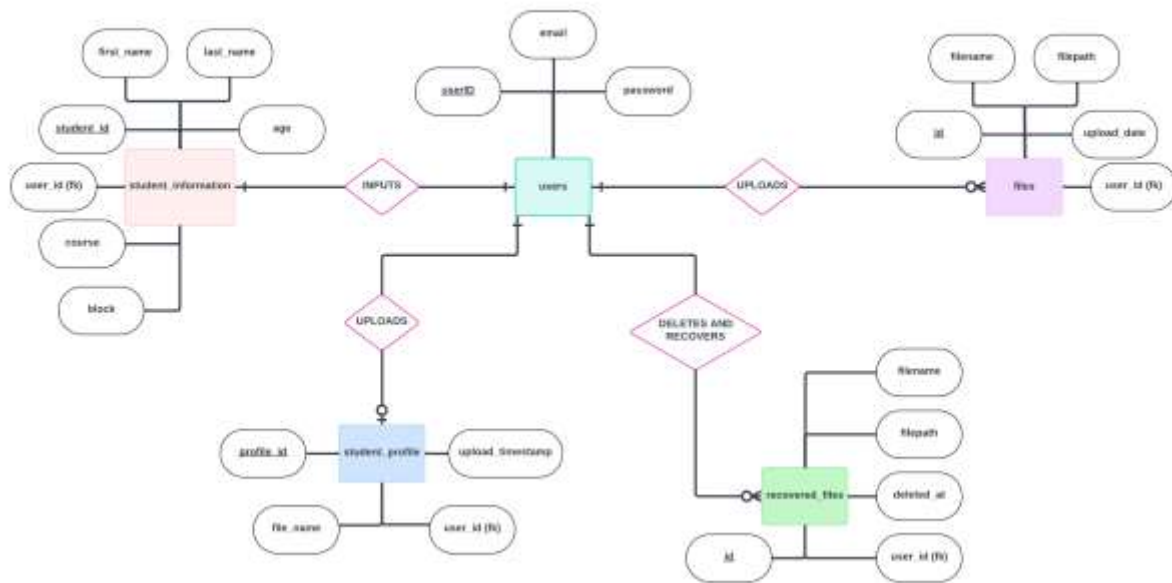 email
first_name
last_name
filename
filepath
userID
password
student_id
age
id
upload_date
user_id (fk)
student_information
INPUTS
users
UPLOADS
files
user_id (fk)
course
block
UPLOADS
DELETES AND
RECOVERS
filename
filepath
profile_id
student_profile
upload_timestamp
recovered_files
deleted_at
file_name
user_id (fk)
id
user_id (fk)